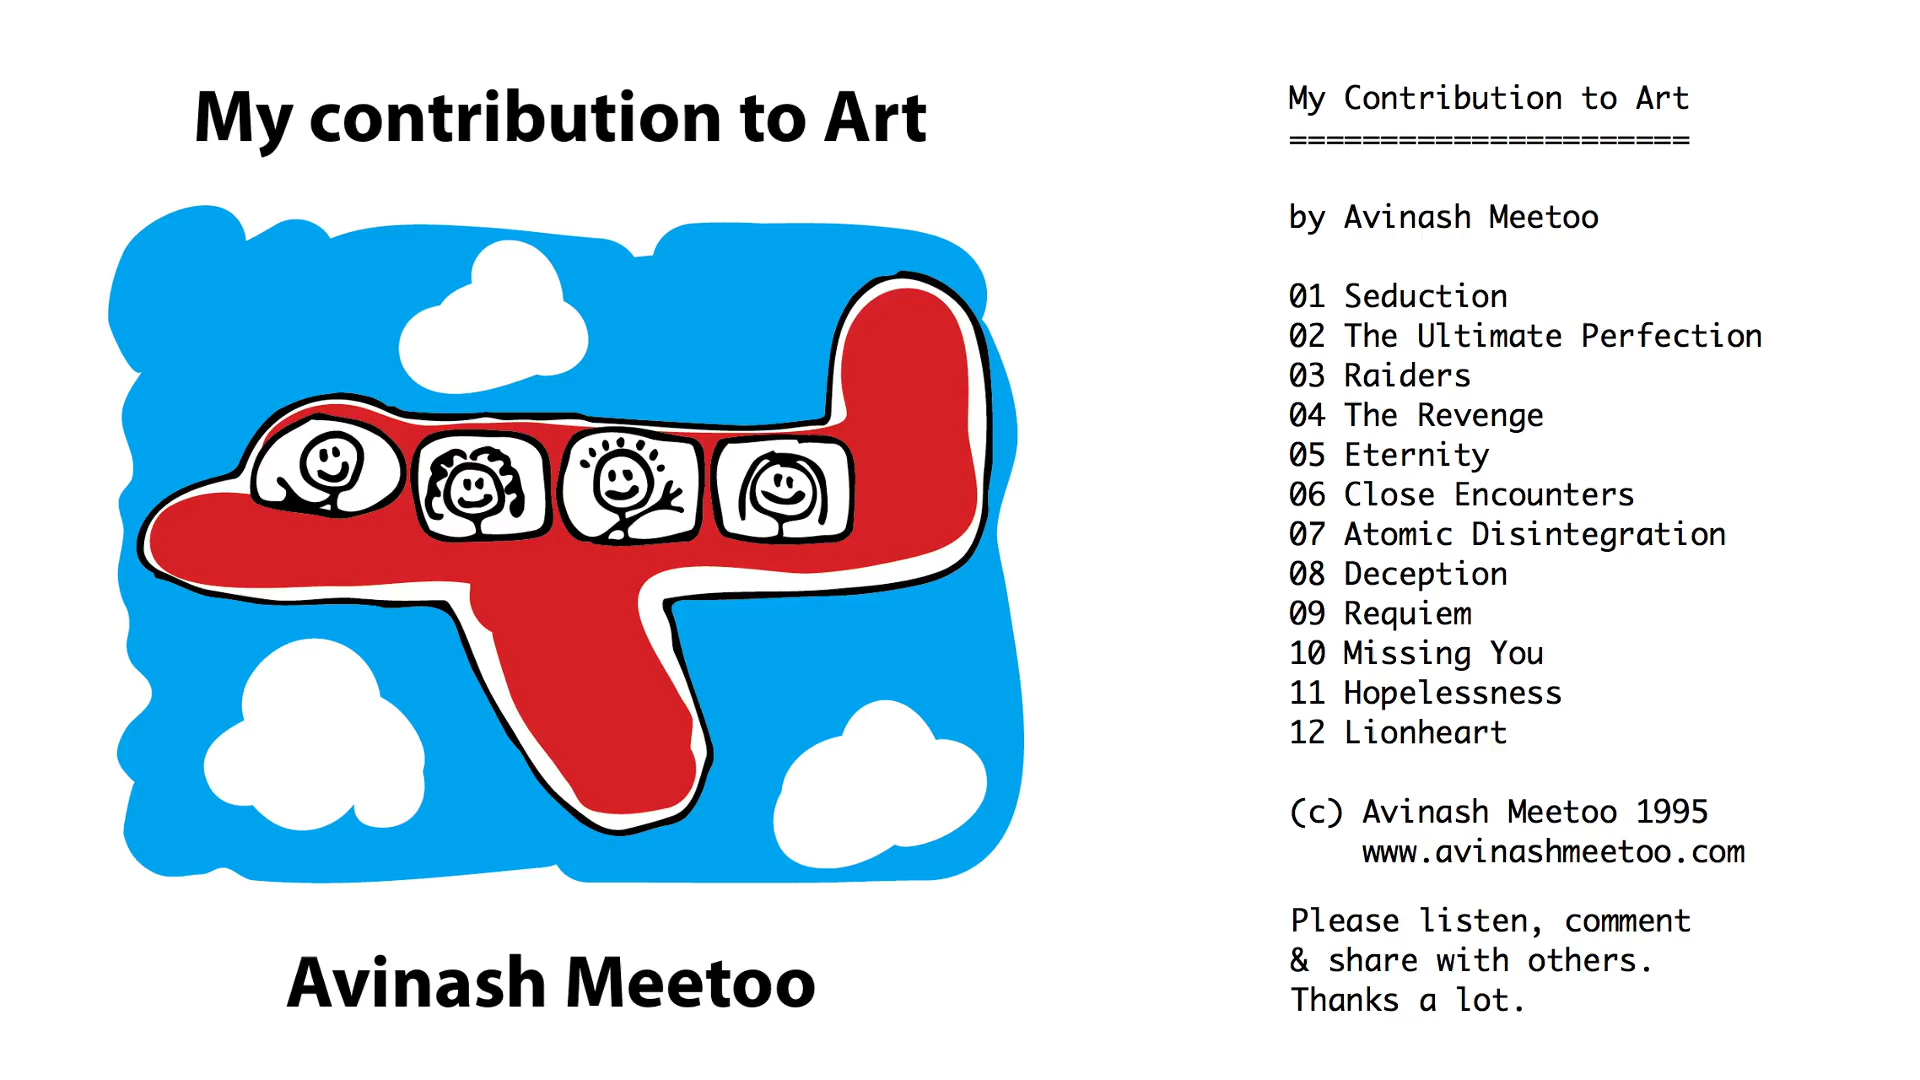 My contribution to Art
Avinash Meetoo
My Contribution to Art
======================
by Avinash Meetoo
01 Seduction
02 The Ultimate Perfection
03 Raiders
04 The Revenge
05 Eternity
06 Close Encounters
07 Atomic Disintegration
08 Deception
09 Requiem
10 Missing You
11 Hopelessness
12 Lionheart
(c) Avinash Meetoo 1995
www.avinashmeetoo.com
Please listen, comment
& share with others.
Thanks a lot.